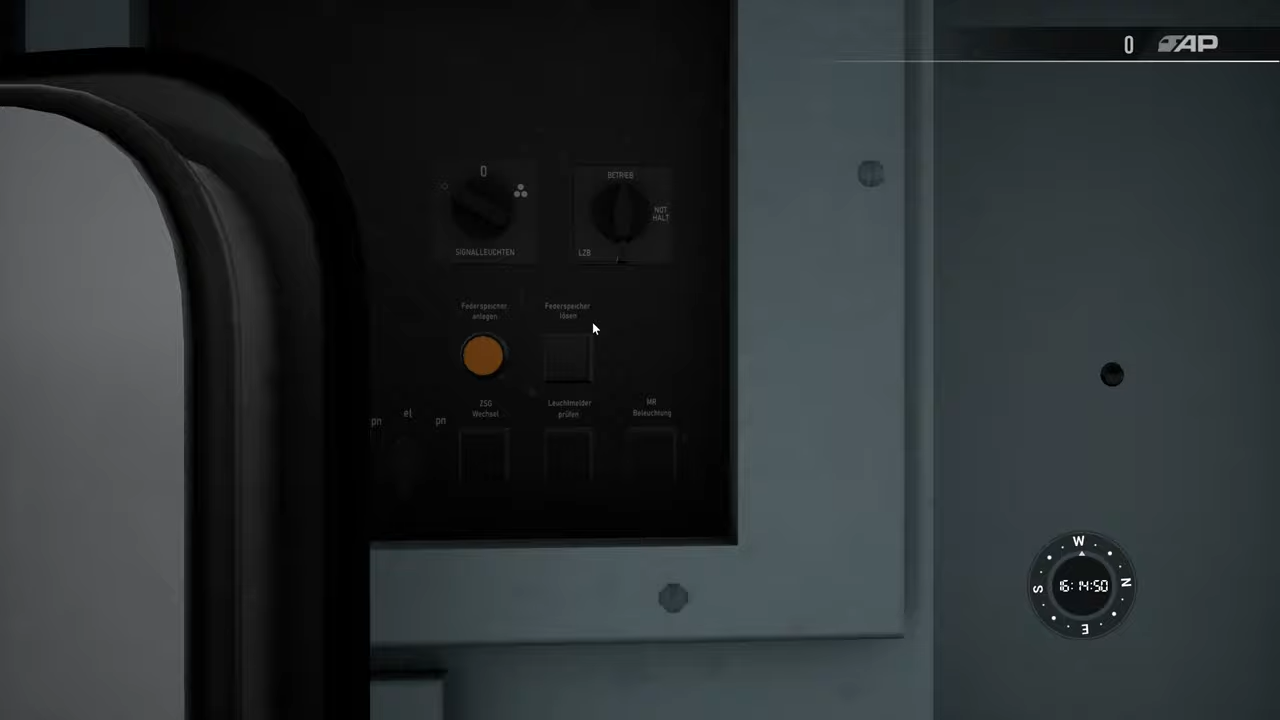 0 TAP
0
SIGNALLEUCHTEN
BETRIEB
NOT
HALT
LZB
Federspeicher
anlegen
Federspeicher
lösen
pn el pn
ZSG
Wechsel
Leuchtmelder
prüfen
MR
Beleuchtung
W
N
S
E
16:14:50